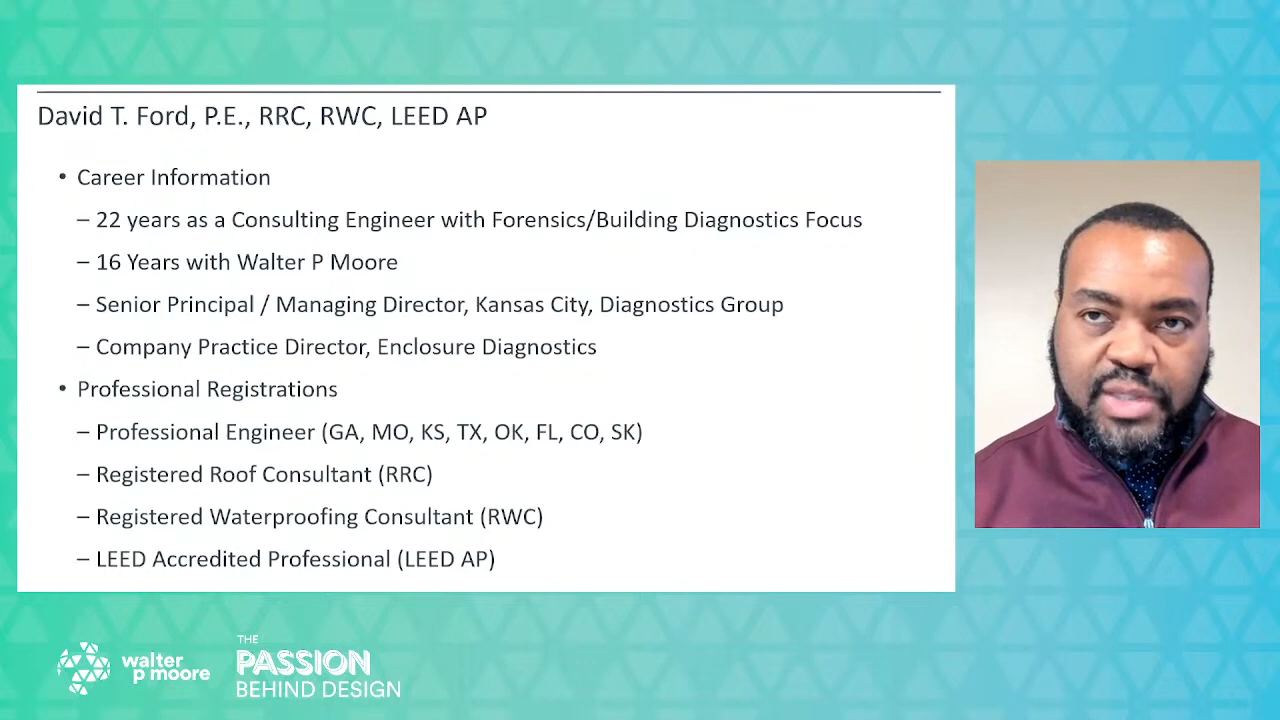 David T. Ford, P.E., RRC, RWC, LEED AP
• Career Information
– 22 years as a Consulting Engineer with Forensics/Building Diagnostics Focus
– 16 Years with Walter P Moore
– Senior Principal / Managing Director, Kansas City, Diagnostics Group
– Company Practice Director, Enclosure Diagnostics
• Professional Registrations
– Professional Engineer (GA, MO, KS, TX, OK, FL, CO, SK)
– Registered Roof Consultant (RRC)
– Registered Waterproofing Consultant (RWC)
– LEED Accredited Professional (LEED AP)
walter
p moore
THE
PASSION
BEHIND DESIGN